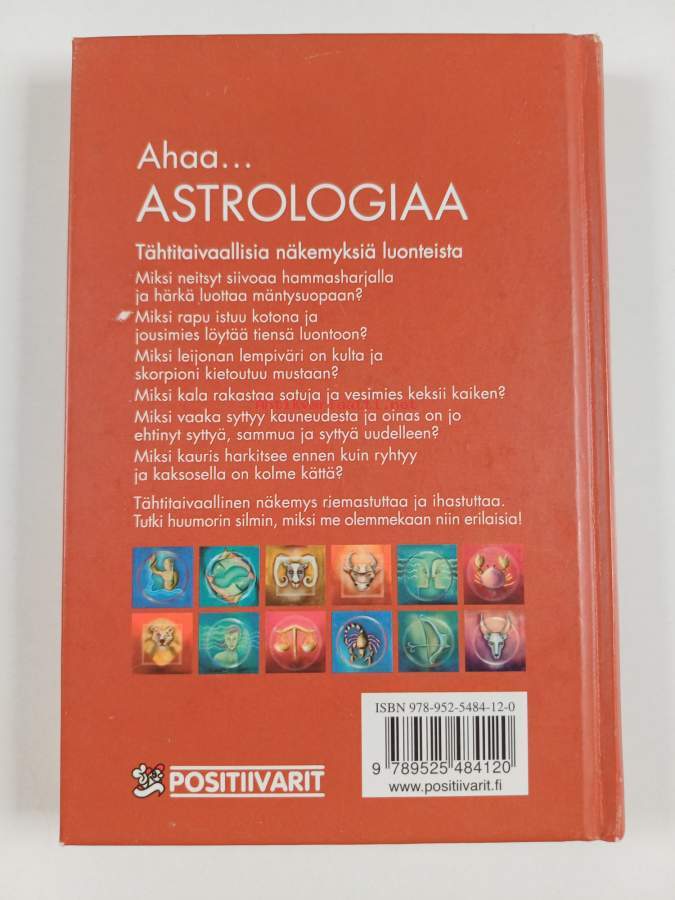 Ahaa...
ASTROLOGIAA
Tähtitaivaallisia näkemyksiä luonteista
Miksi neitsyt siivoaa hammasharjalla
ja härkä luottaa mäntysuopaan?
Miksi rapu istuu kotona ja
jousimies löytää tiensä luontoon?
Miksi leijonan lempiväri on kulta ja
skorpioni kietoutuu mustaan?
Miksi kala rakastaa satuja ja vesimies keksii kaiken?
Miksi vaaka syttyy kauneudesta ja oinas on jo
ehtinyt syttyä, sammua ja syttyä uudelleen?
Miksi kauris harkitsee ennen kuin ryhtyy
ja kaksosella on kolme kättä?
Tähtitaivaallinen näkemys riemastuttaa ja ihastuttaa.
Tutki huumorin silmin, miksi me olemmekaan niin erilaisia!
ISBN 978-952-5484-12-0
9 789525 484120
www.positiivarit.fi
POSITIIVARIT